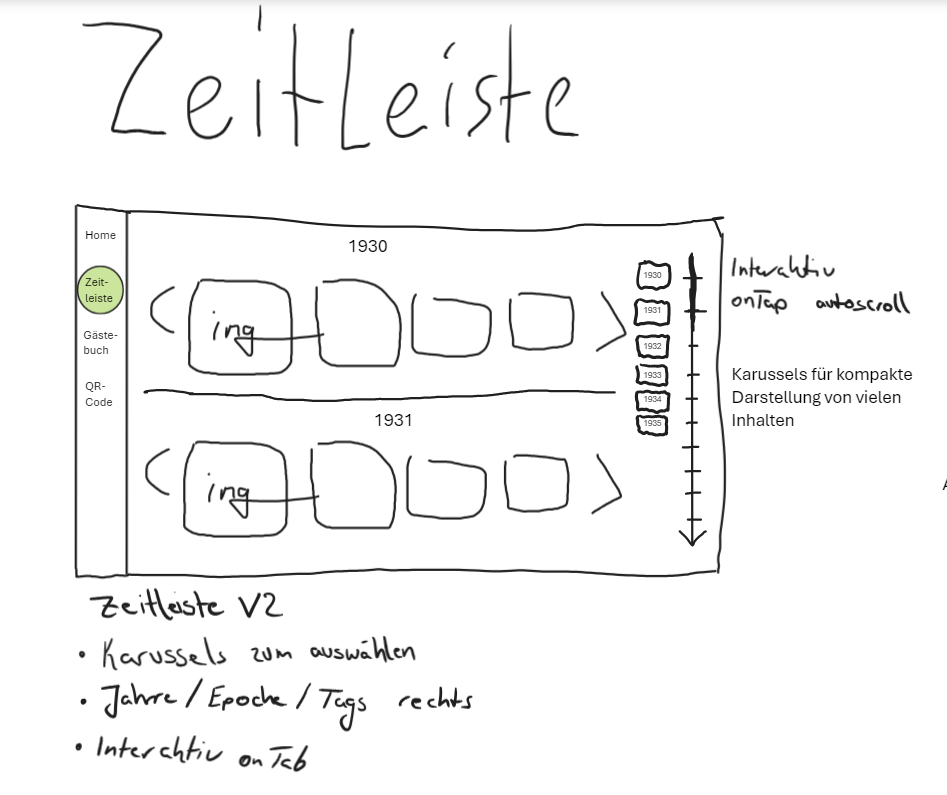 Zeitleiste
Home
Zeit-
leiste
Gäste-
buch
QR-
Code
1930
img
1931
img
1930
1931
1932
1933
1934
1935
Interaktiv
onTap autoscroll
Karussels für kompakte
Darstellung von vielen
Inhalten
Zeitleiste V2
• Karussels zum auswählen
• Jahre / Epoche / Tags rechts
• Interaktiv onTab